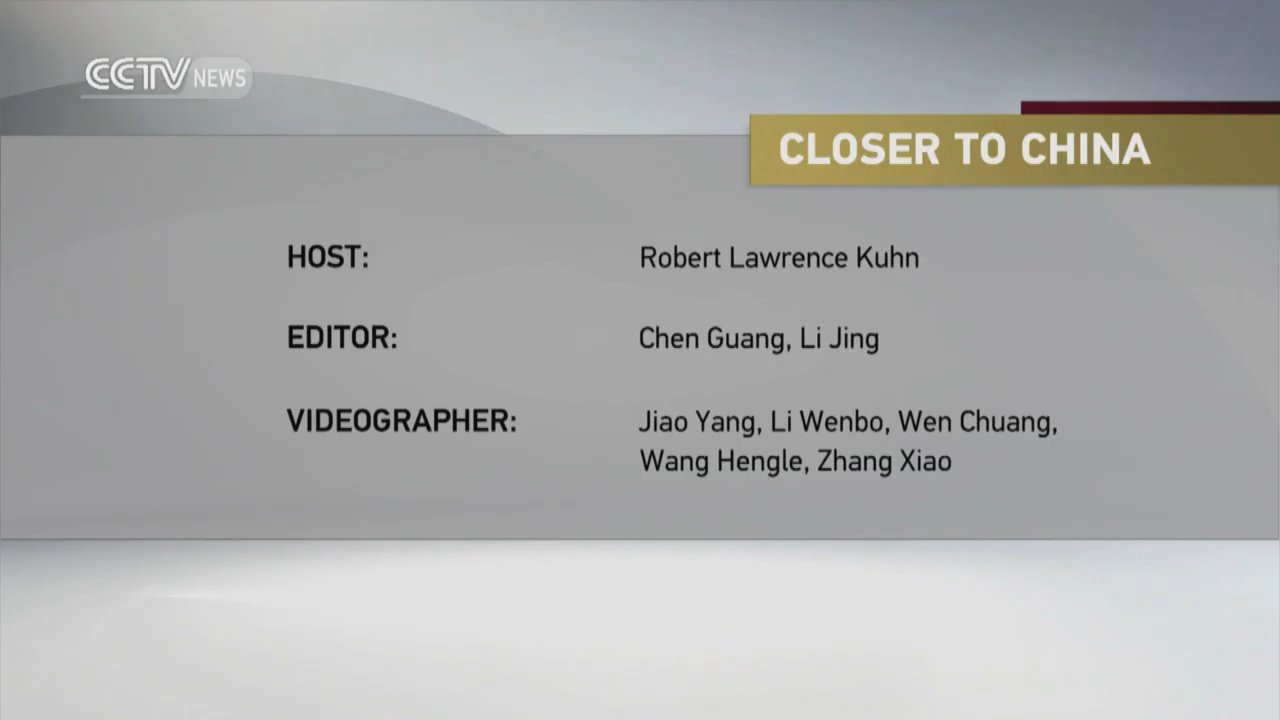 CCTV NEWS
CLOSER TO CHINA
HOST: Robert Lawrence Kuhn
EDITOR: Chen Guang, Li Jing
VIDEOGRAPHER: Jiao Yang, Li Wenbo, Wen Chuang,
Wang Hengle, Zhang Xiao